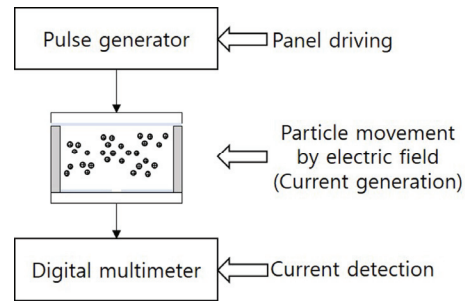 Pulse generator
Panel driving
Particle movement
by electric field
(Current generation)
Digital multimeter
Current detection